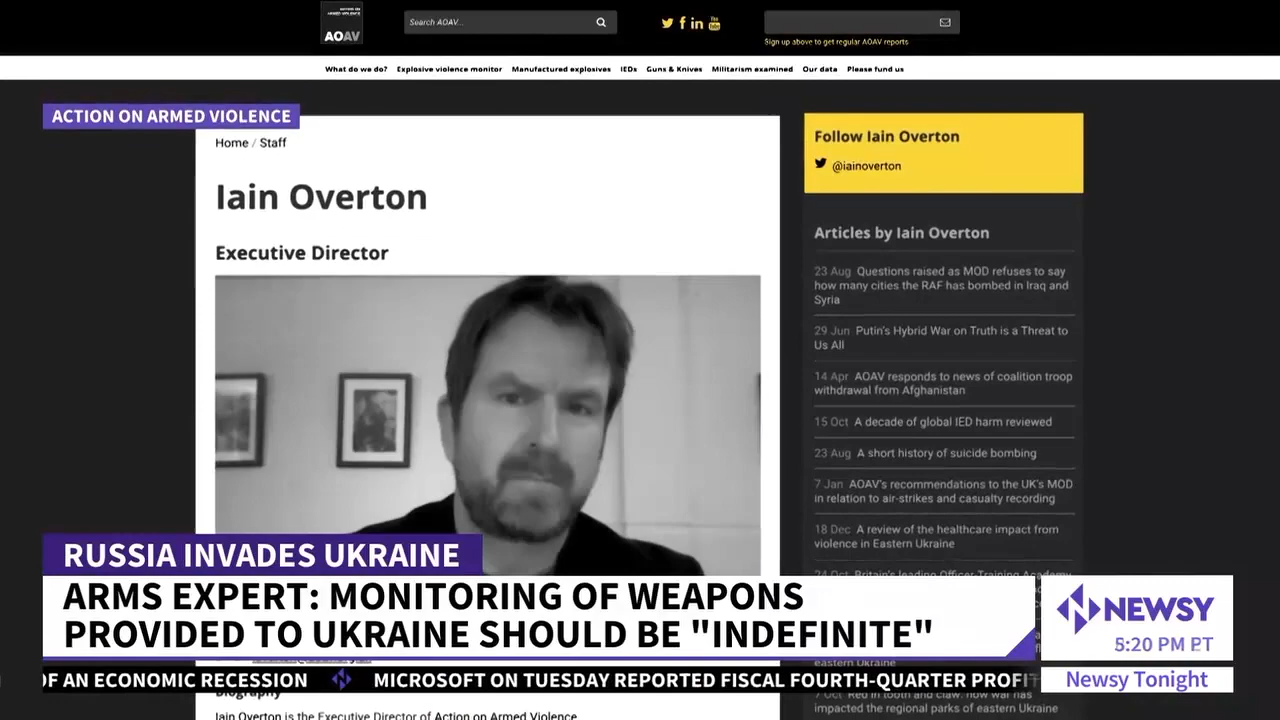 AOAV
Search AOAV...
Sign up above to get regular AOAV reports
What do we do? Explosive violence monitor Manufactured explosives IEDs Guns & Knives Militarism examined Our data Please fund us
ACTION ON ARMED VIOLENCE
Home / Staff
Iain Overton
Executive Director
Follow Iain Overton
@iainoverton
Articles by Iain Overton
23 Aug Questions raised as MOD refuses to say
how many cities the RAF has bombed in Iraq and
Syria
29 Jun Putin's Hybrid War on Truth is a Threat to
Us All
14 Apr AOAV responds to news of coalition troop
withdrawal from Afghanistan
15 Oct A decade of global IED harm reviewed
23 Aug A short history of suicide bombing
7 Jan AOAV's recommendations to the UK's MOD
in relation to air-strikes and casualty recording
18 Dec A review of the healthcare impact from
violence in Eastern Ukraine
24 Oct Britain's leading Officer-Training Academy
eastern Ukraine
7 Oct Red in tooth and claw: how war has
impacted the regional parks of eastern Ukraine
RUSSIA INVADES UKRAINE
ARMS EXPERT: MONITORING OF WEAPONS
PROVIDED TO UKRAINE SHOULD BE "INDEFINITE"
NEWSY
5:20 PM PT
Newsy Tonight
OF AN ECONOMIC RECESSION MICROSOFT ON TUESDAY REPORTED FISCAL FOURTH-QUARTER PROFIT
Biography
Iain Overton is the Executive Director of Action on Armed Violence